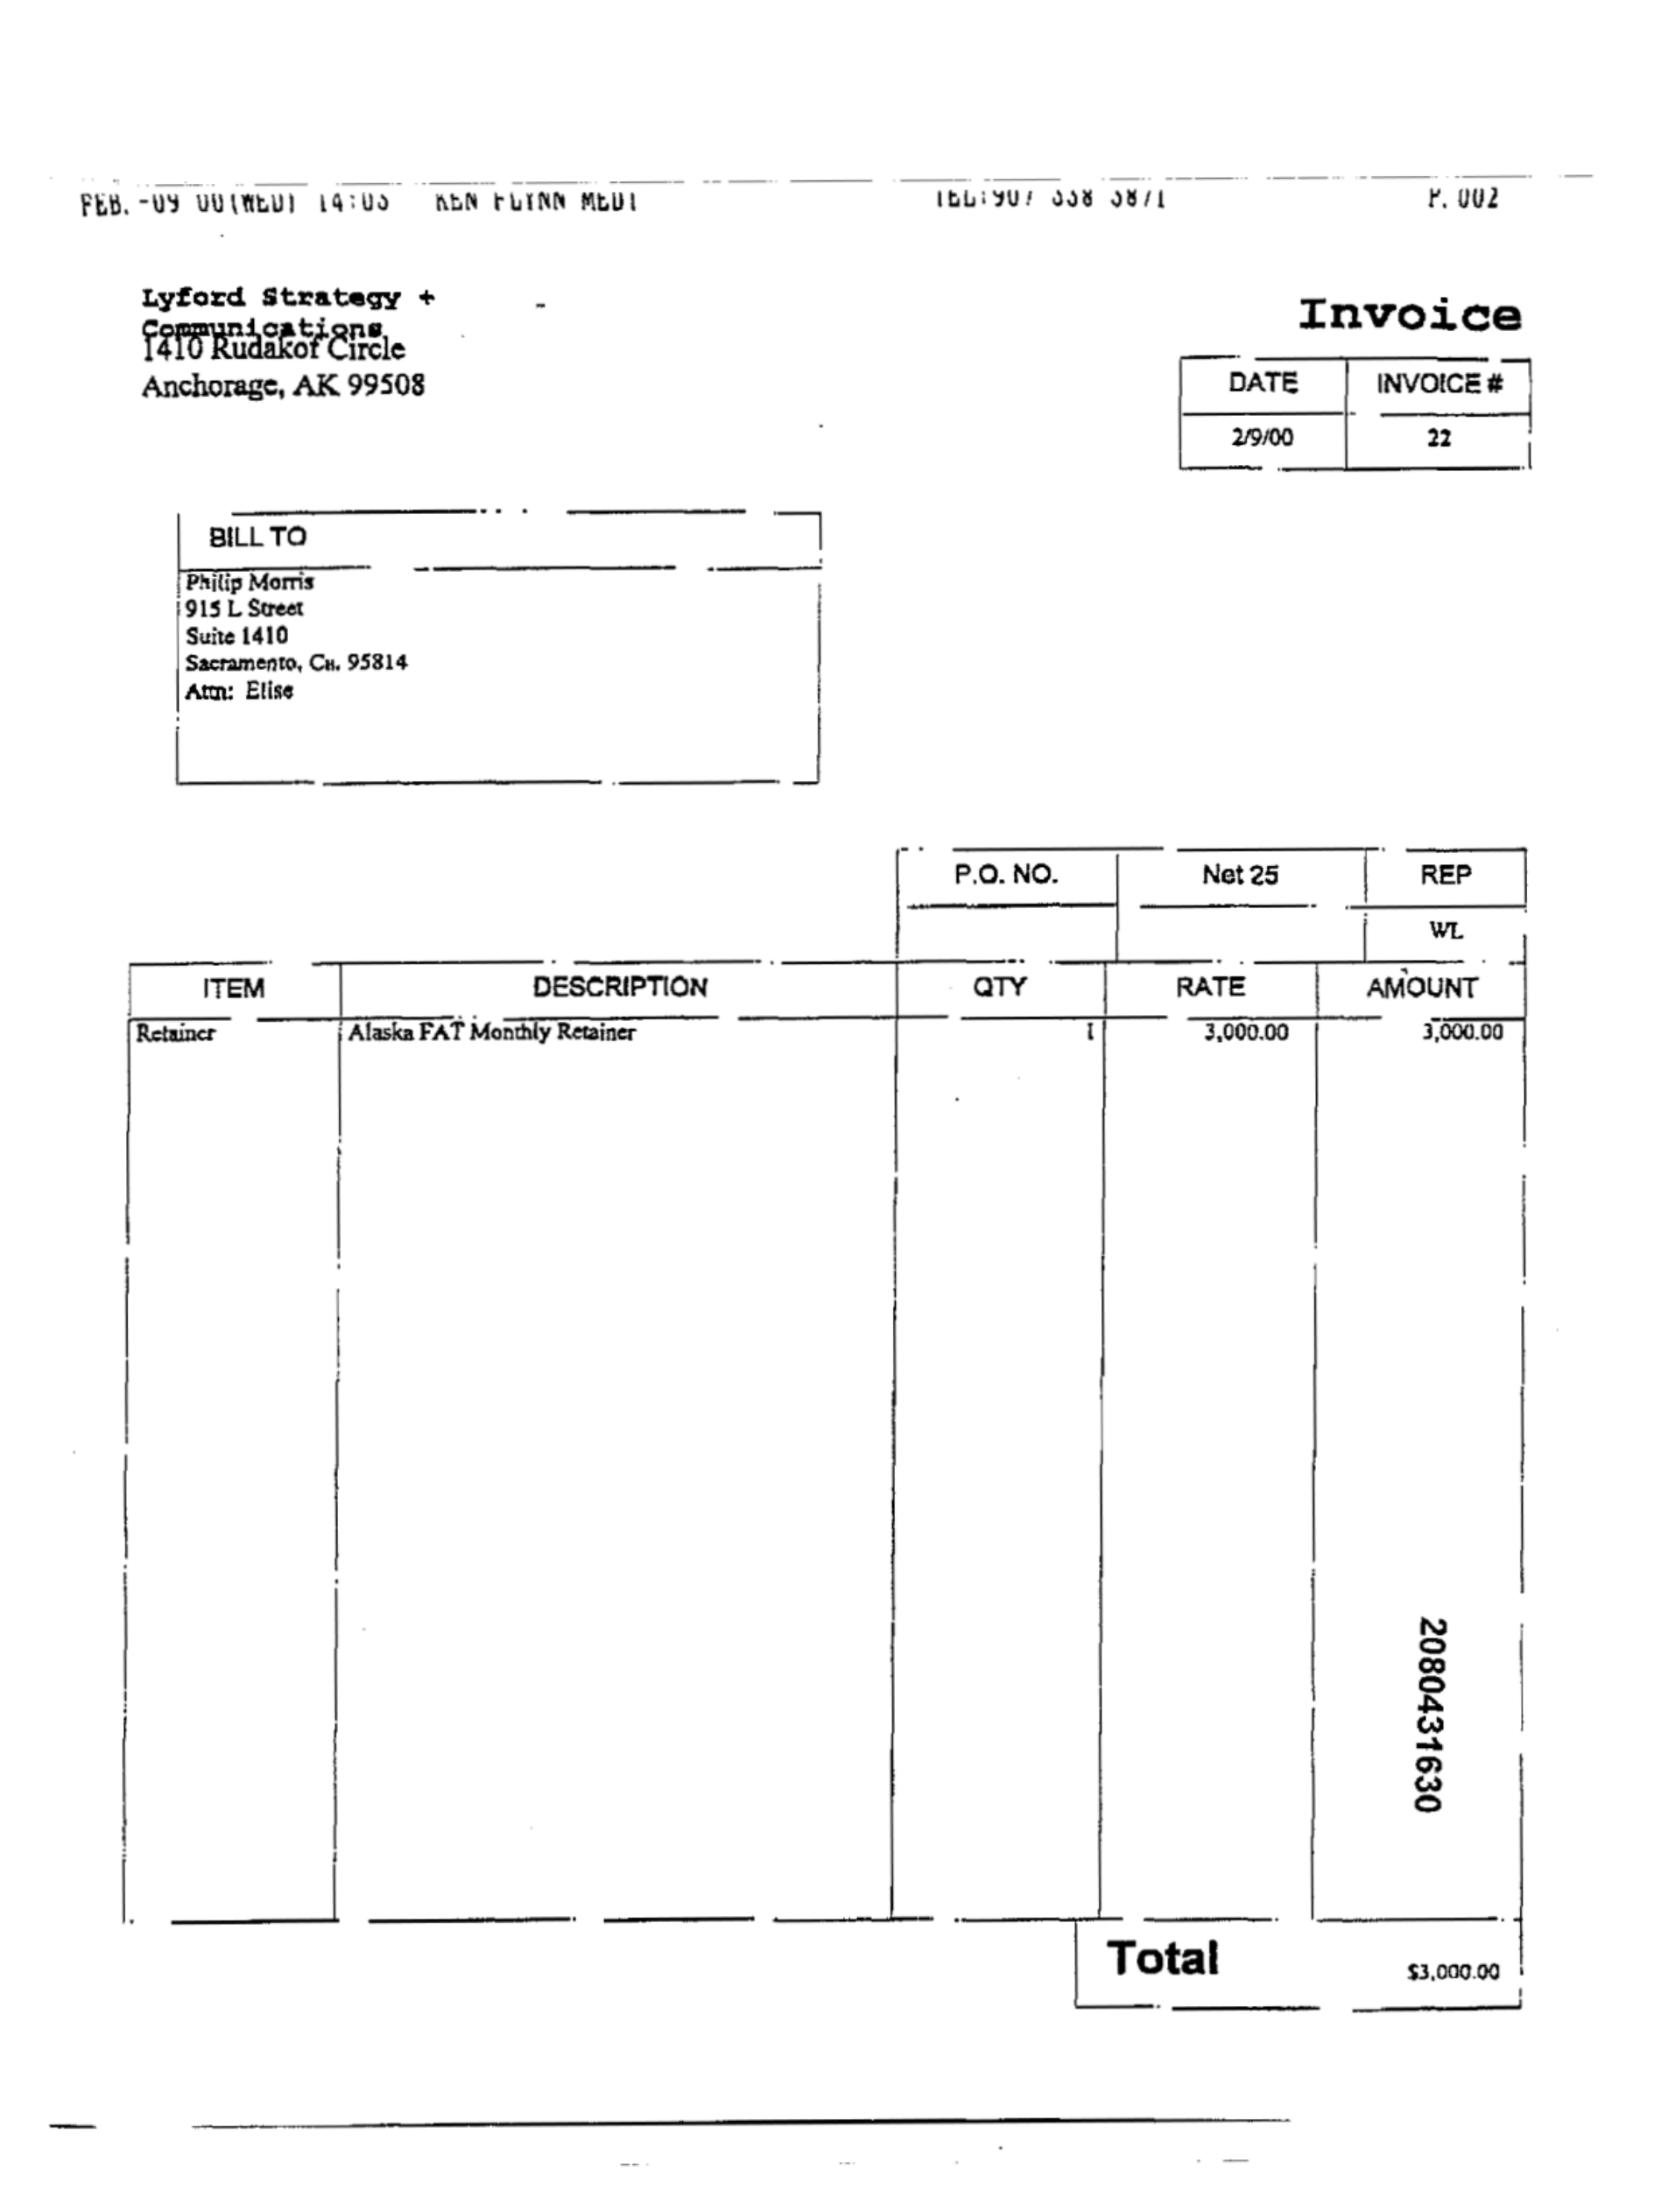 FEB. -09 00(WED) 14:03 KEN FLYNN MEDI TEL:907 338 3871 P. 002
Lyford Strategy +
Communications
1410 Rudakof Circle
Anchorage, AK 99508
Invoice
DATE INVOICE #
2/9/00 22
BILL TO
Philip Morris
915 L Street
Suite 1410
Sacramento, CH. 95814
Attn: Elise
P.O. NO. Net 25 REP
WL
ITEM DESCRIPTION QTY RATE AMOUNT
Retainer Alaska FAT Monthly Retainer 1 3,000.00 3,000.00
2080431630
Total $3,000.00